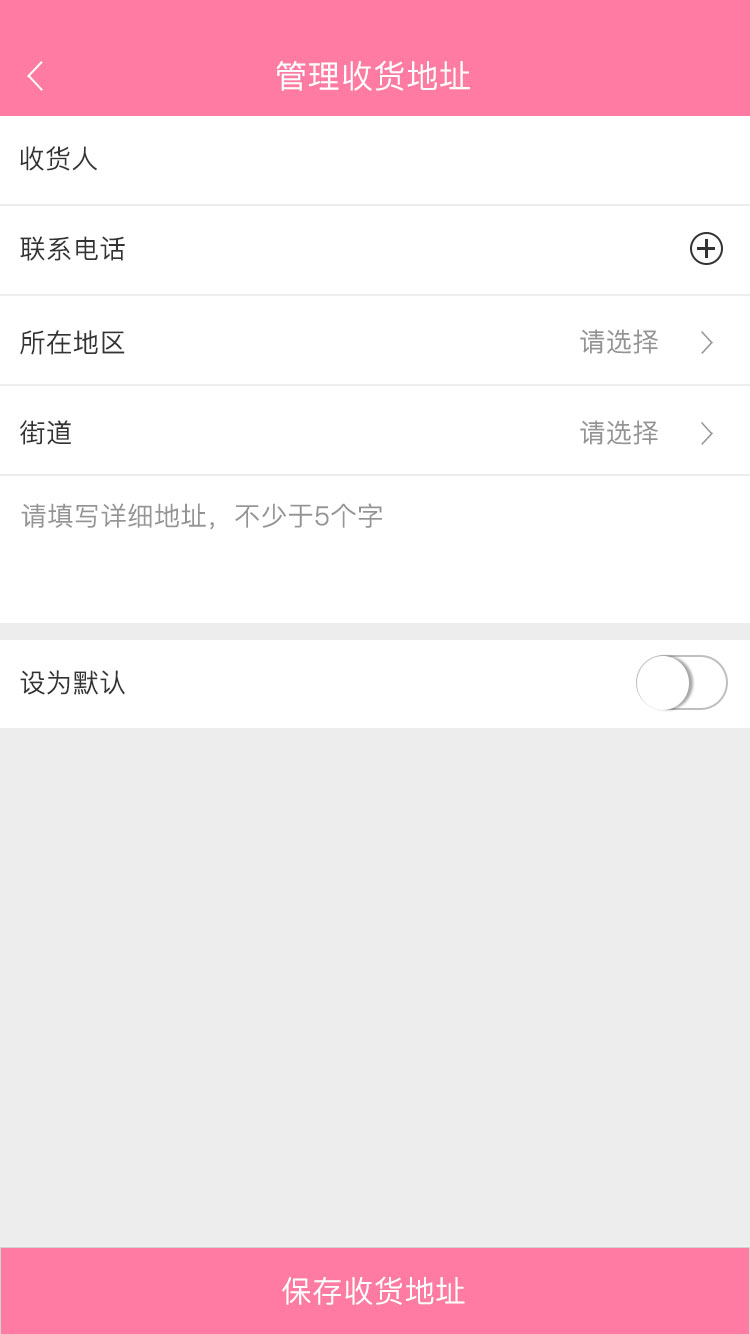 管理收货地址
收货人
联系电话
所在地区 请选择
街道 请选择
请填写详细地址，不少于5个字
设为默认
保存收货地址